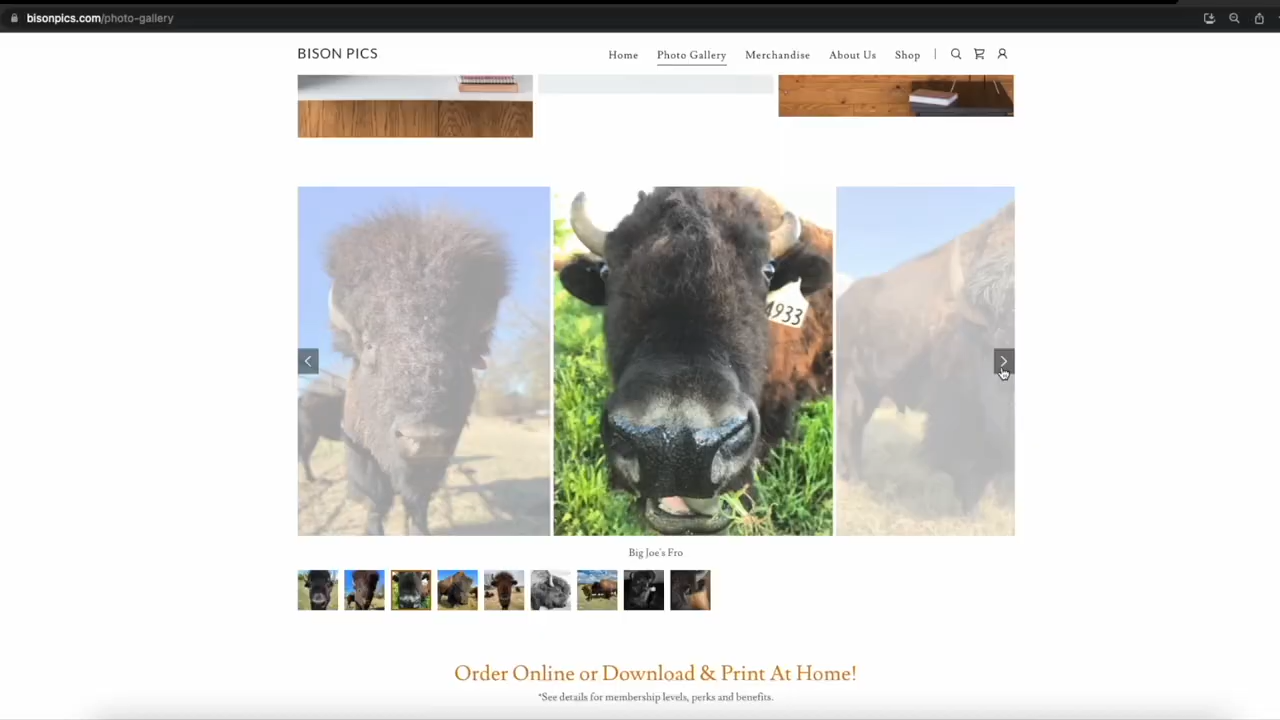 bisonpics.com/photo-gallery
BISON PICS
Home
Photo Gallery
Merchandise
About Us
Shop
4933
Big Joe's Fro
Order Online or Download & Print At Home!
*See details for membership levels, perks and benefits.